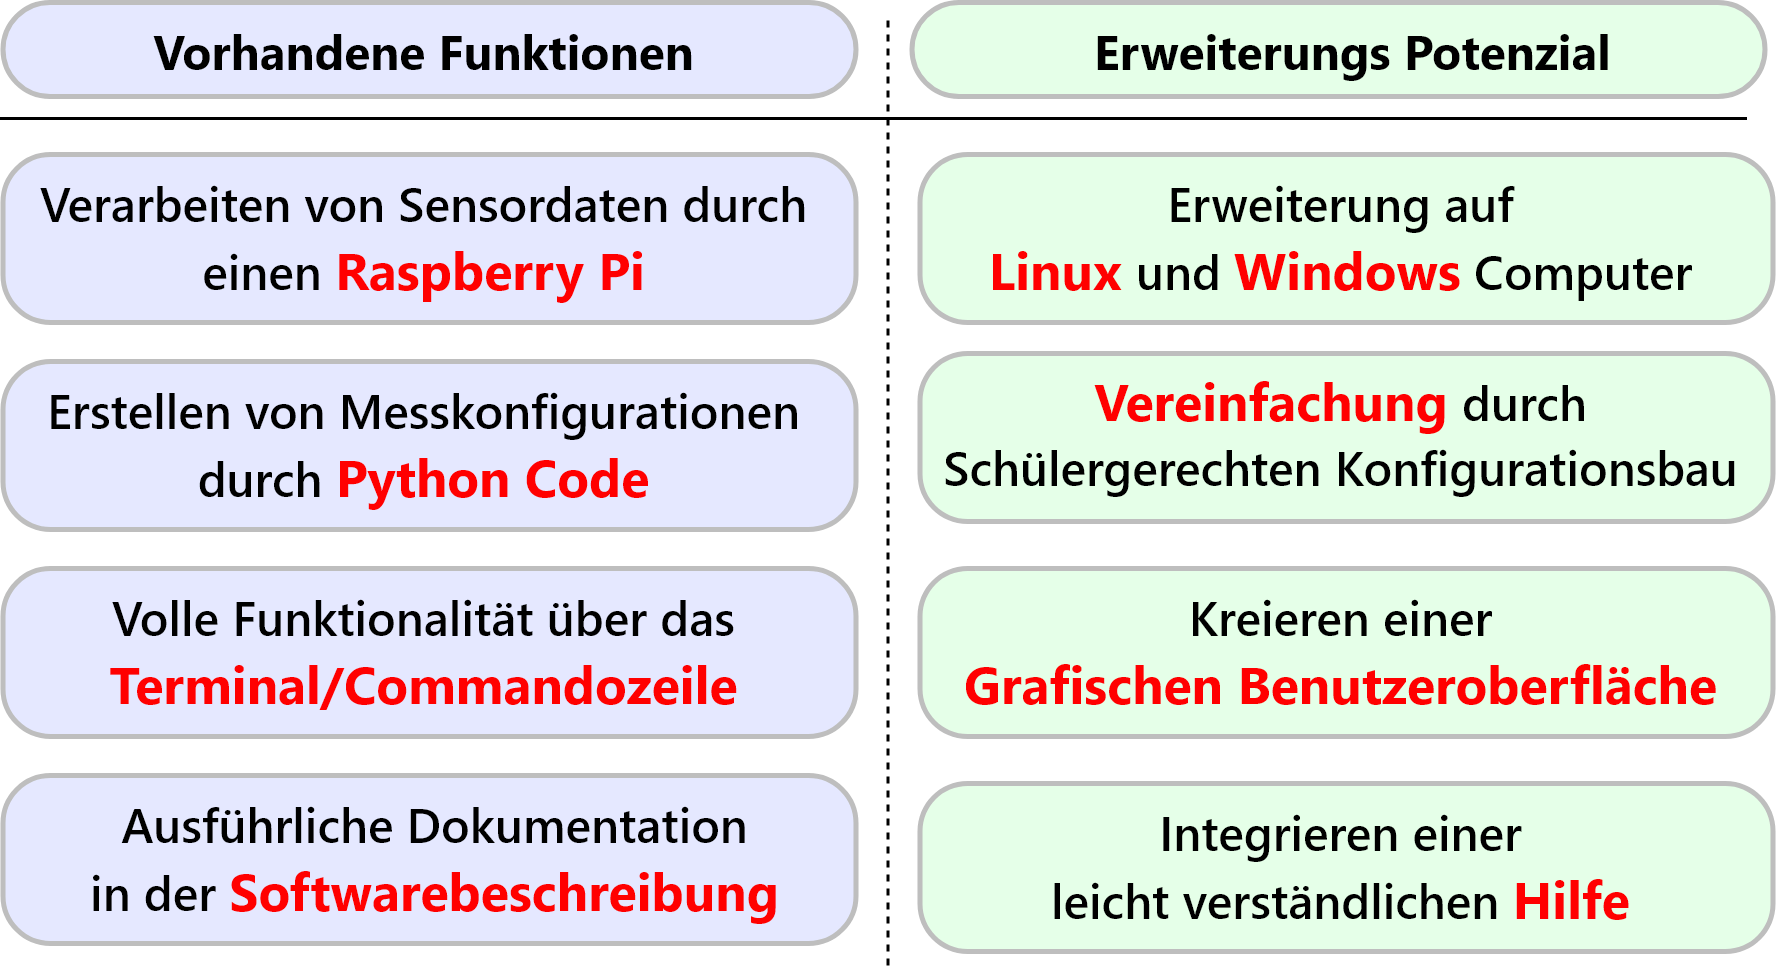 Vorhandene Funktionen
Erweiterungs Potenzial
Verarbeiten von Sensordaten durch
einen Raspberry Pi
Erweiterung auf
Linux und Windows Computer
Erstellen von Messkonfigurationen
durch Python Code
Vereinfachung durch
Schülergerechten Konfigurationsbau
Volle Funktionalität über das
Terminal/Commandozeile
Kreieren einer
Grafischen Benutzeroberfläche
Ausführliche Dokumentation
in der Softwarebeschreibung
Integrieren einer
leicht verständlichen Hilfe